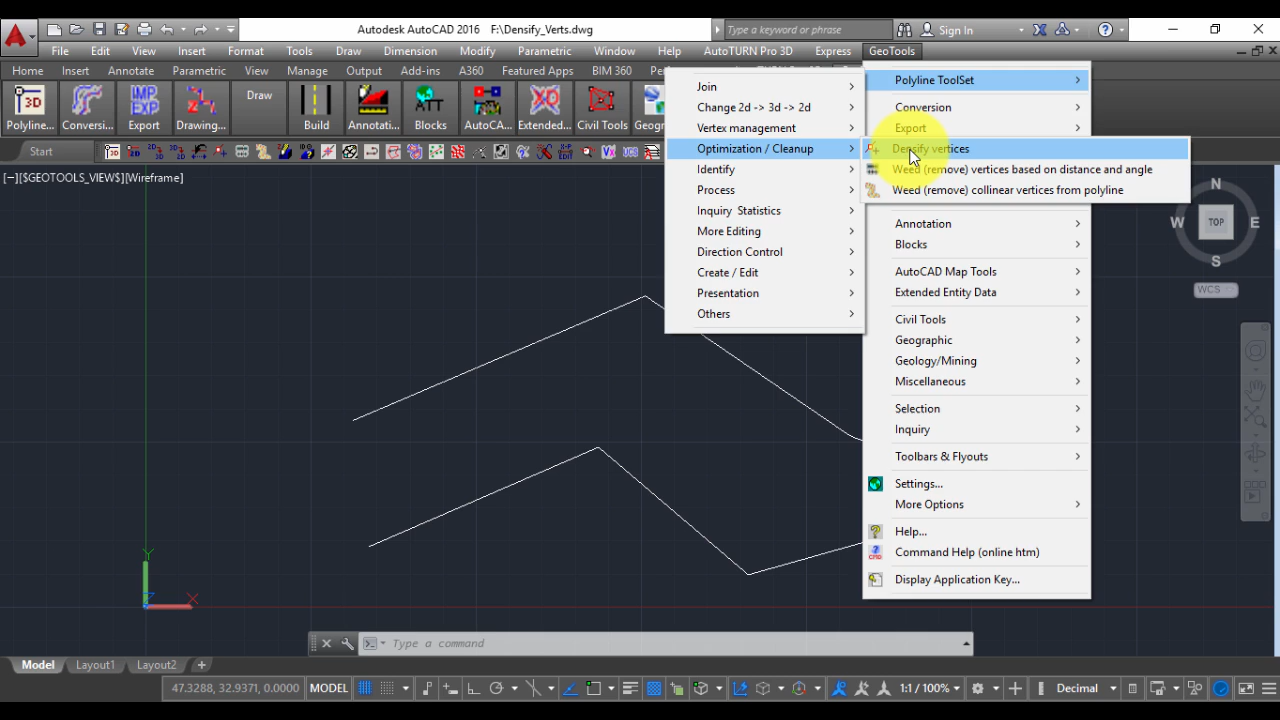 Autodesk AutoCAD 2016 F:\Densify_Verts.dwg
Type a keyword or phrase
Sign In
File Edit View Insert Format Tools Draw Dimension Modify Parametric Window Help AutoTURN Pro 3D Express GeoTools
Home Insert Annotate Parametric View Manage Output Add-ins A360 Featured Apps BIM 360
Polyline... Conversi... Export Drawing... Draw Build Annotati... Blocks AutoCA... Extended... Civil Tools
Start
[−][$GEOTOOLS_VIEW$][Wireframe]
Join
Change 2d -> 3d -> 2d
Vertex management
Optimization / Cleanup
Identify
Process
Inquiry Statistics
More Editing
Direction Control
Create / Edit
Presentation
Others
Polyline ToolSet
Conversion
Export
Densify vertices
Weed (remove) vertices based on distance and angle
Weed (remove) collinear vertices from polyline
Annotation
Blocks
AutoCAD Map Tools
Extended Entity Data
Civil Tools
Geographic
Geology/Mining
Miscellaneous
Selection
Inquiry
Toolbars & Flyouts
Settings...
More Options
Help...
Command Help (online htm)
Display Application Key...
N
W TOP E
S
WCS
Y
X
Type a command
Model Layout1 Layout2 +
47.3288, 32.9371, 0.0000 MODEL 1:1 / 100% Decimal